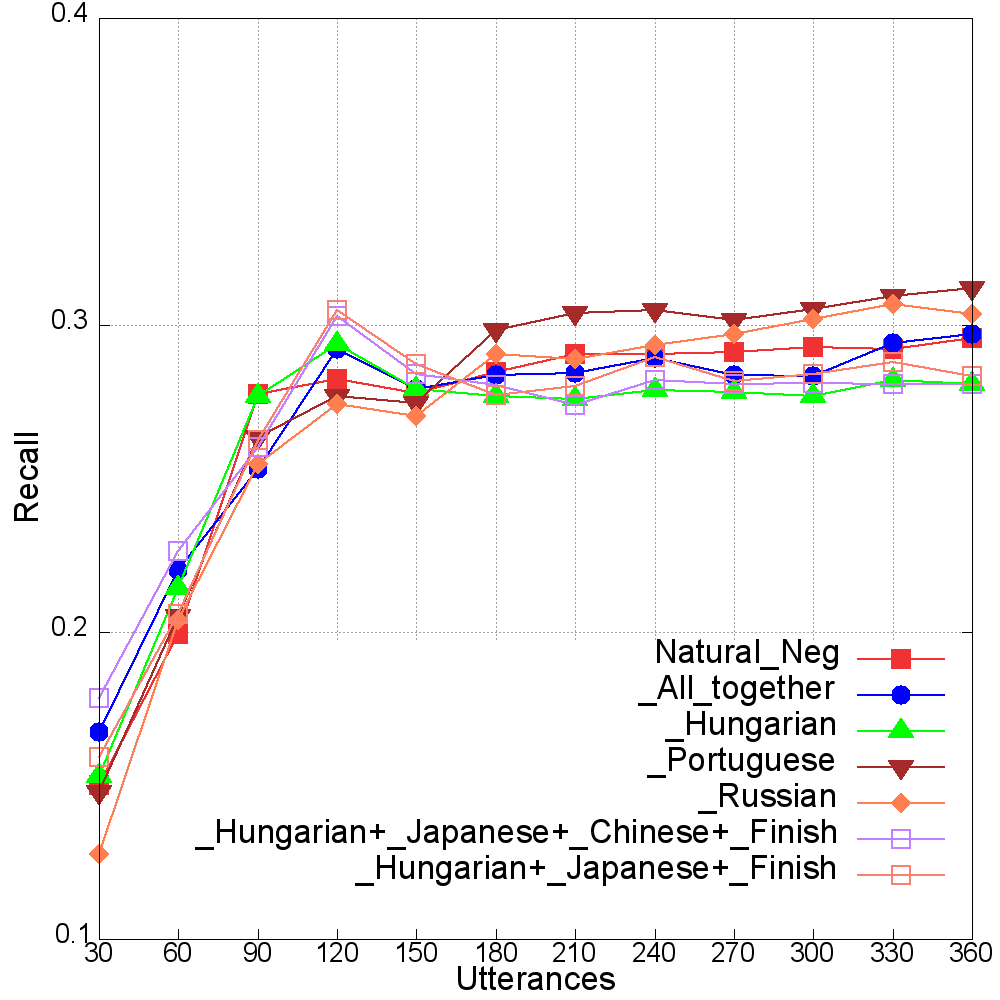 0.4
0.3
0.2
0.1
Recall
Natural_Neg
_All_together
_Hungarian
_Portuguese
_Russian
_Hungarian+_Japanese+_Chinese+_Finish
_Hungarian+_Japanese+_Finish
30 60 90 120 150 180 210 240 270 300 330 360
Utterances